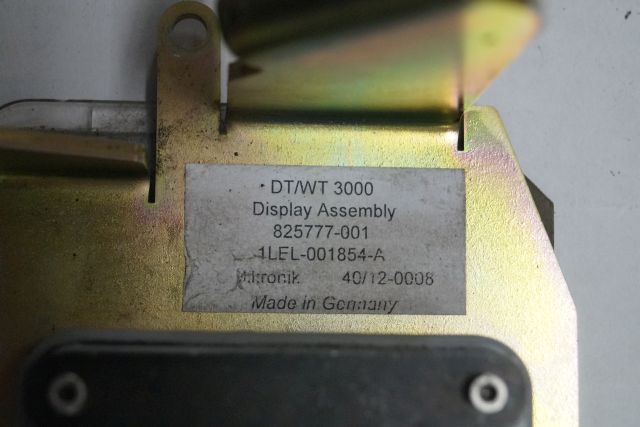 DT/WT 3000
Display Assembly
825777-001
1LEL-001854-A
40/12-0008
Made in Germany